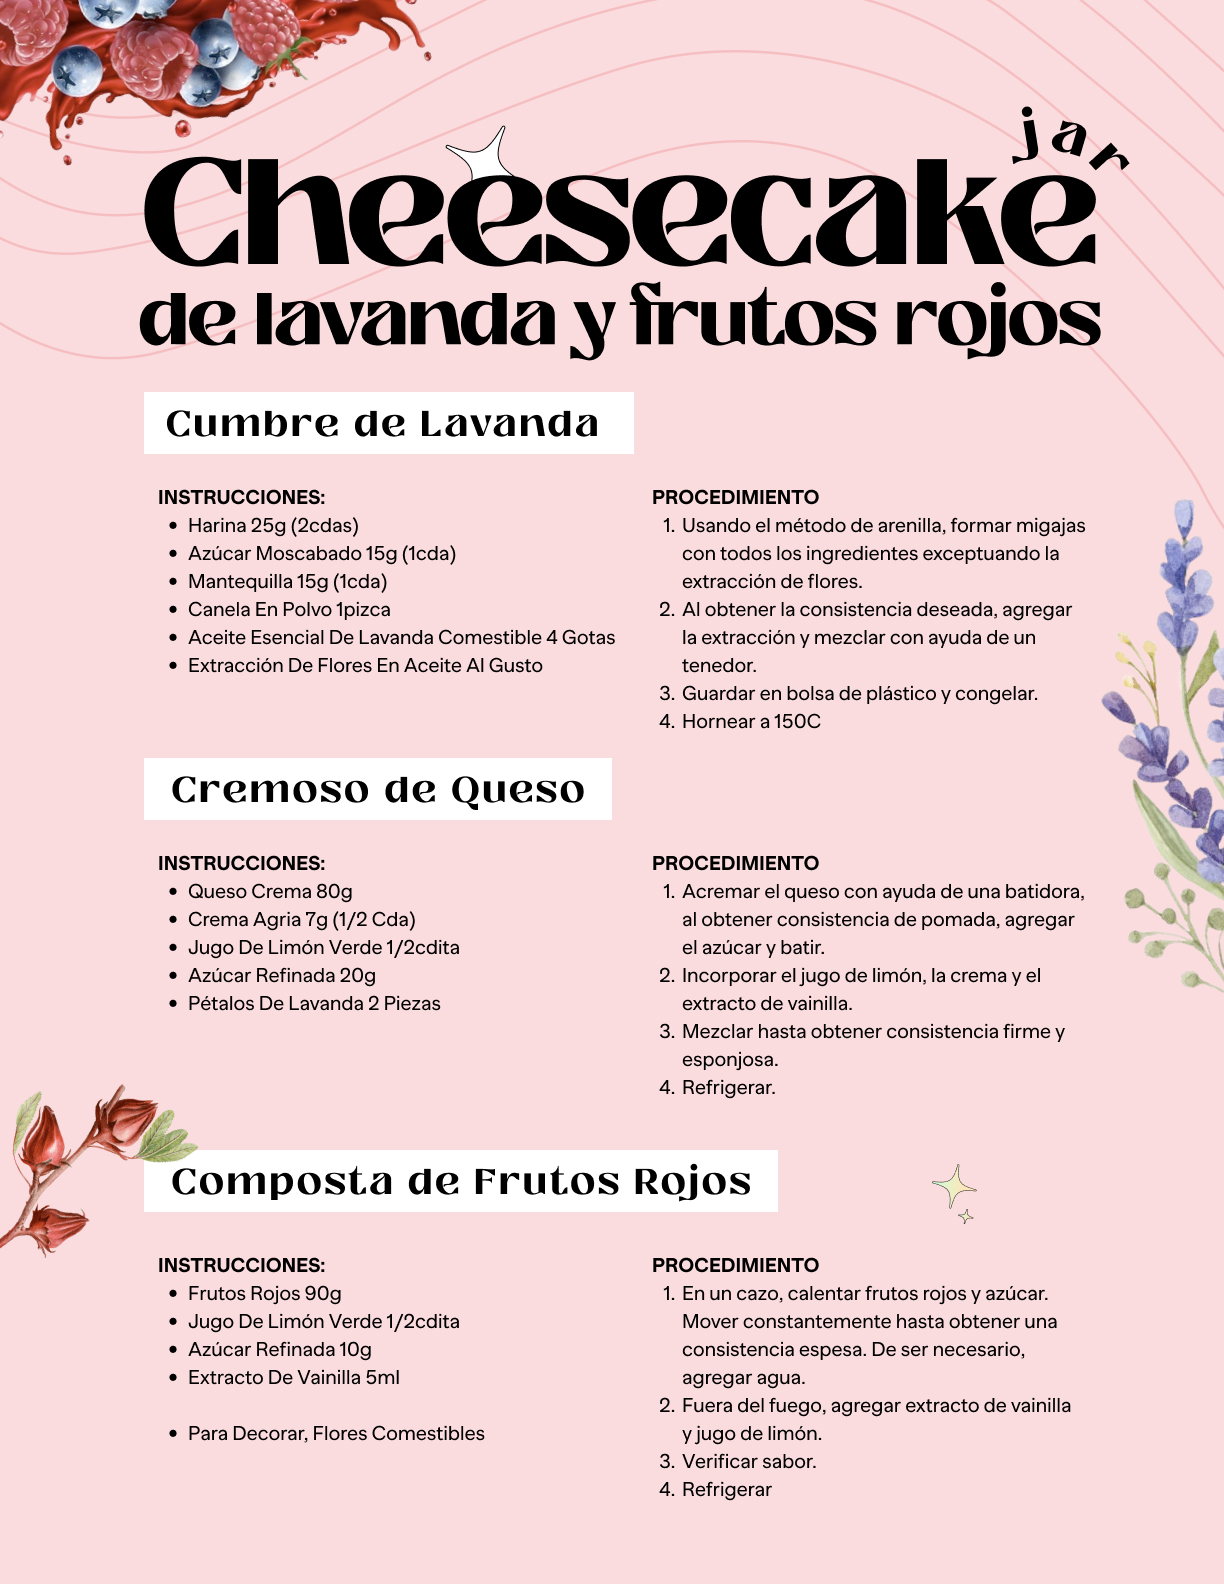 jar
Cheesecake
de lavanda y frutos rojos
Cumbre de Lavanda
INSTRUCCIONES:
• Harina 25g (2cdas)
• Azúcar Moscabado 15g (1cda)
• Mantequilla 15g (1cda)
• Canela En Polvo 1pizca
• Aceite Esencial De Lavanda Comestible 4 Gotas
• Extracción De Flores En Aceite Al Gusto
PROCEDIMIENTO
1. Usando el método de arenilla, formar migajas
con todos los ingredientes exceptuando la
extracción de flores.
2. Al obtener la consistencia deseada, agregar
la extracción y mezclar con ayuda de un
tenedor.
3. Guardar en bolsa de plástico y congelar.
4. Hornear a 150C
Cremoso de Queso
INSTRUCCIONES:
• Queso Crema 80g
• Crema Agria 7g (1/2 Cda)
• Jugo De Limón Verde 1/2cdita
• Azúcar Refinada 20g
• Pétalos De Lavanda 2 Piezas
PROCEDIMIENTO
1. Acremar el queso con ayuda de una batidora,
al obtener consistencia de pomada, agregar
el azúcar y batir.
2. Incorporar el jugo de limón, la crema y el
extracto de vainilla.
3. Mezclar hasta obtener consistencia firme y
esponjosa.
4. Refrigerar.
Composta de Frutos Rojos
INSTRUCCIONES:
• Frutos Rojos 90g
• Jugo De Limón Verde 1/2cdita
• Azúcar Refinada 10g
• Extracto De Vainilla 5ml
• Para Decorar, Flores Comestibles
PROCEDIMIENTO
1. En un cazo, calentar frutos rojos y azúcar.
Mover constantemente hasta obtener una
consistencia espesa. De ser necesario,
agregar agua.
2. Fuera del fuego, agregar extracto de vainilla
y jugo de limón.
3. Verificar sabor.
4. Refrigerar